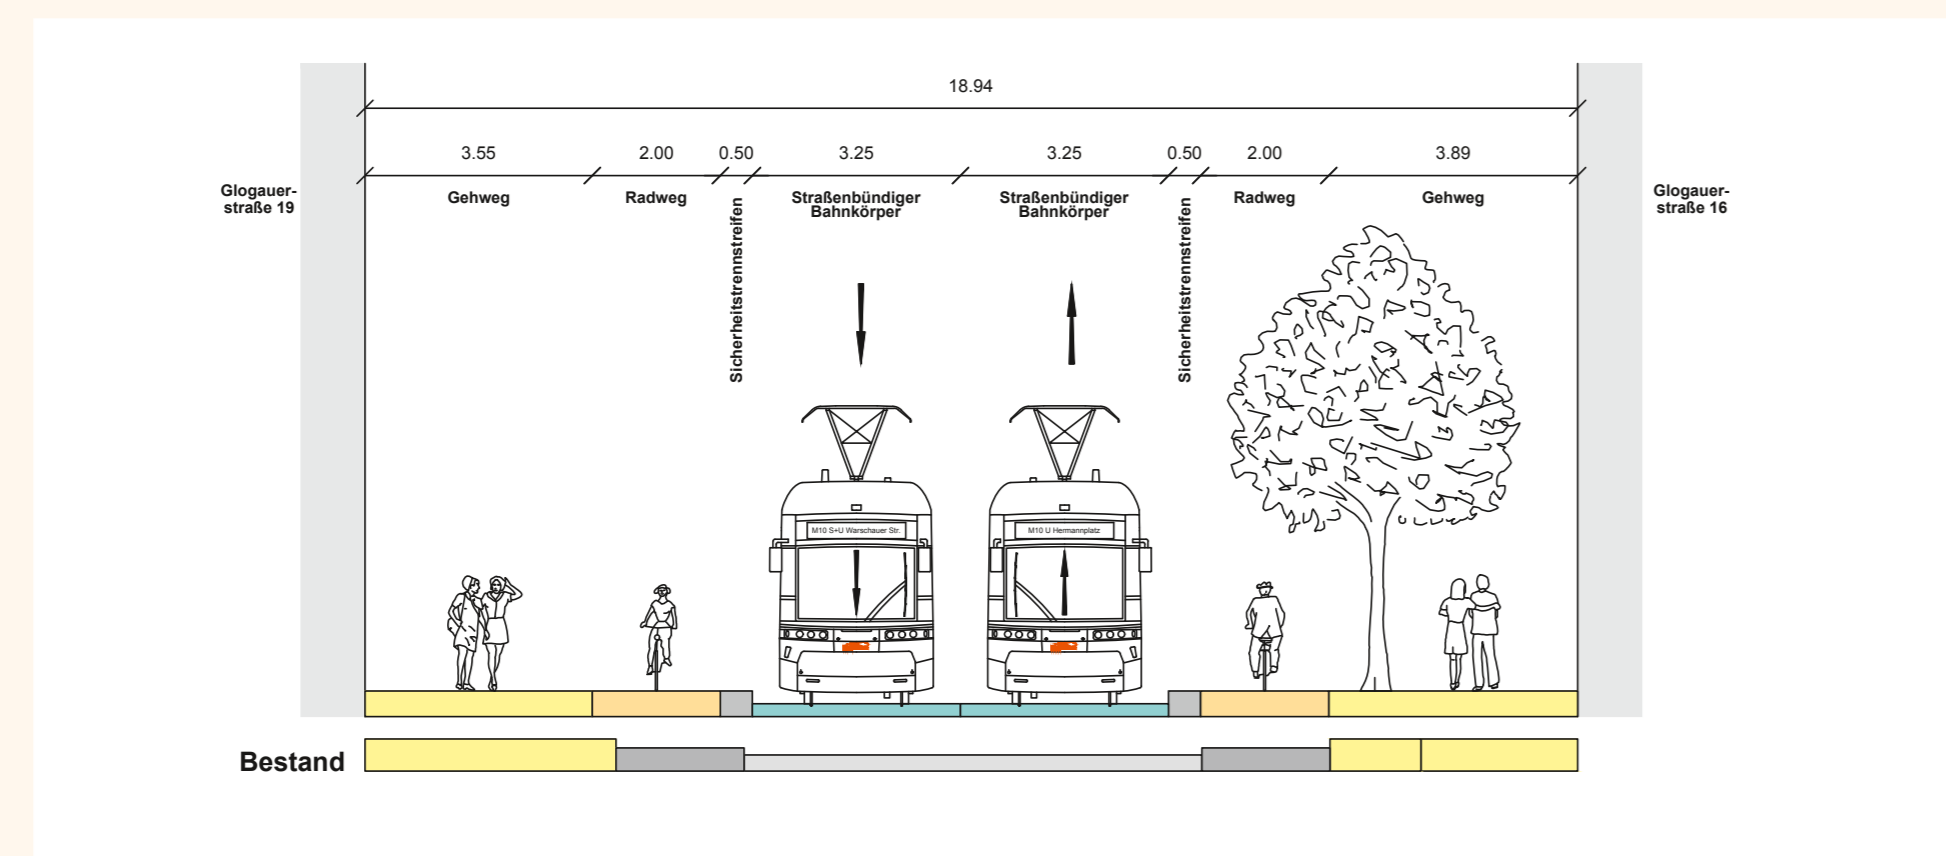 18.94
3.55 2.00 0.50 3.25 3.25 0.50 2.00 3.89
Glogauer-
straße 19
Gehweg
Radweg
Sicherheitstrennstreifen
Straßenbündiger
Bahnkörper
Straßenbündiger
Bahnkörper
Sicherheitstrennstreifen
Radweg
Gehweg
Glogauer-
straße 16
M10 S+U Warschauer Str.
M10 U Hermannplatz
Bestand